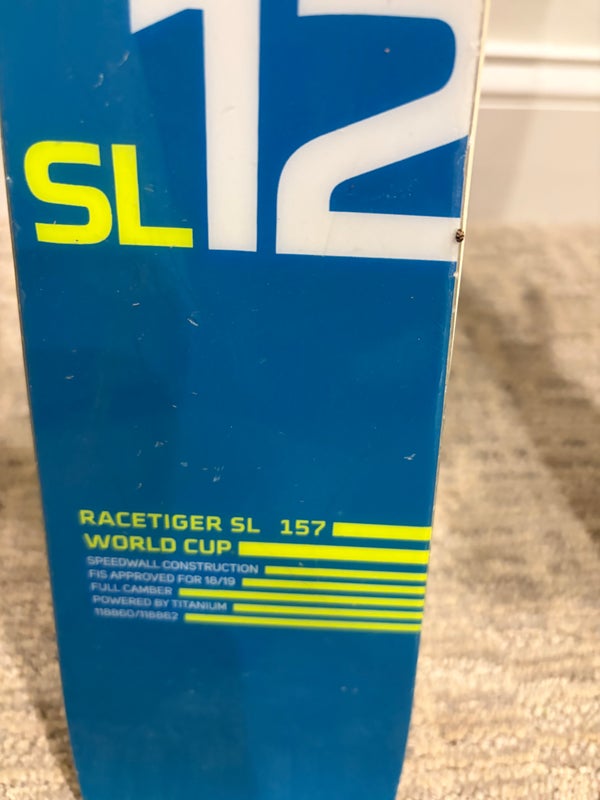 SL 12
RACETIGER SL 157
WORLD CUP
SPEEDWALL CONSTRUCTION
FIS APPROVED FOR 18/19
FULL CAMBER
POWERED BY TITANIUM
118860/118862